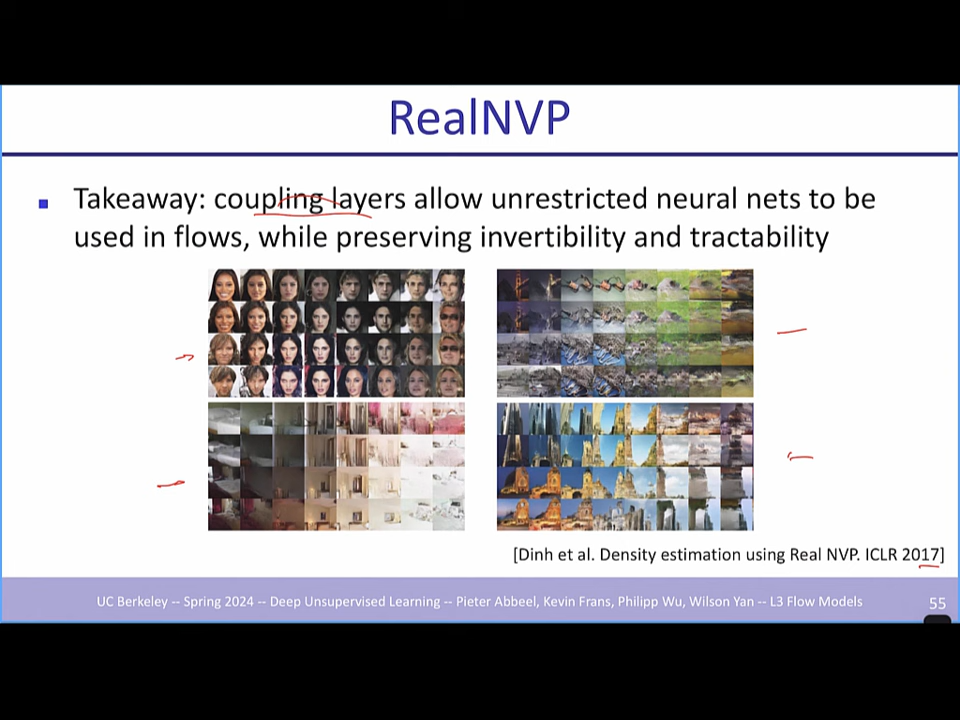 RealNVP
Takeaway: coupling layers allow unrestricted neural nets to be
used in flows, while preserving invertibility and tractability
[Dinh et al. Density estimation using Real NVP. ICLR 2017]
UC Berkeley -- Spring 2024 -- Deep Unsupervised Learning -- Pieter Abbeel, Kevin Frans, Philipp Wu, Wilson Yan -- L3 Flow Models
55